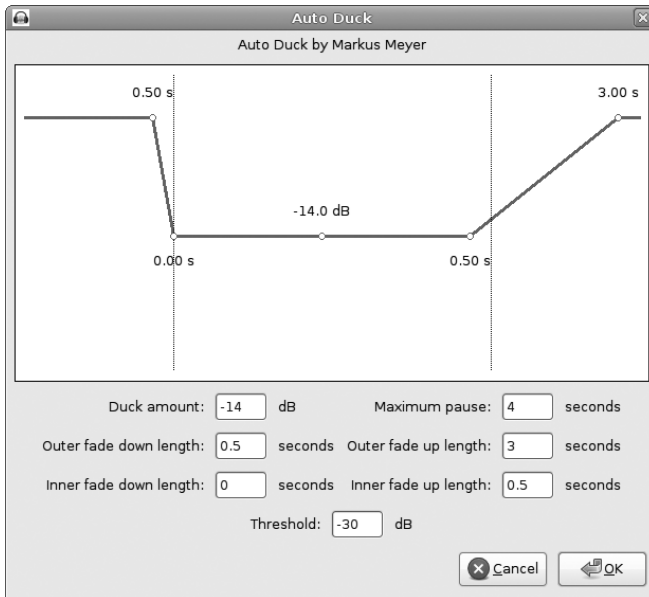 Auto Duck
Auto Duck by Markus Meyer
0.50 s
3.00 s
-14.0 dB
0.00 s
0.50 s
Duck amount: -14 dB Maximum pause: 4 seconds
Outer fade down length: 0.5 seconds Outer fade up length: 3 seconds
Inner fade down length: 0 seconds Inner fade up length: 0.5 seconds
Threshold: -30 dB
Cancel OK